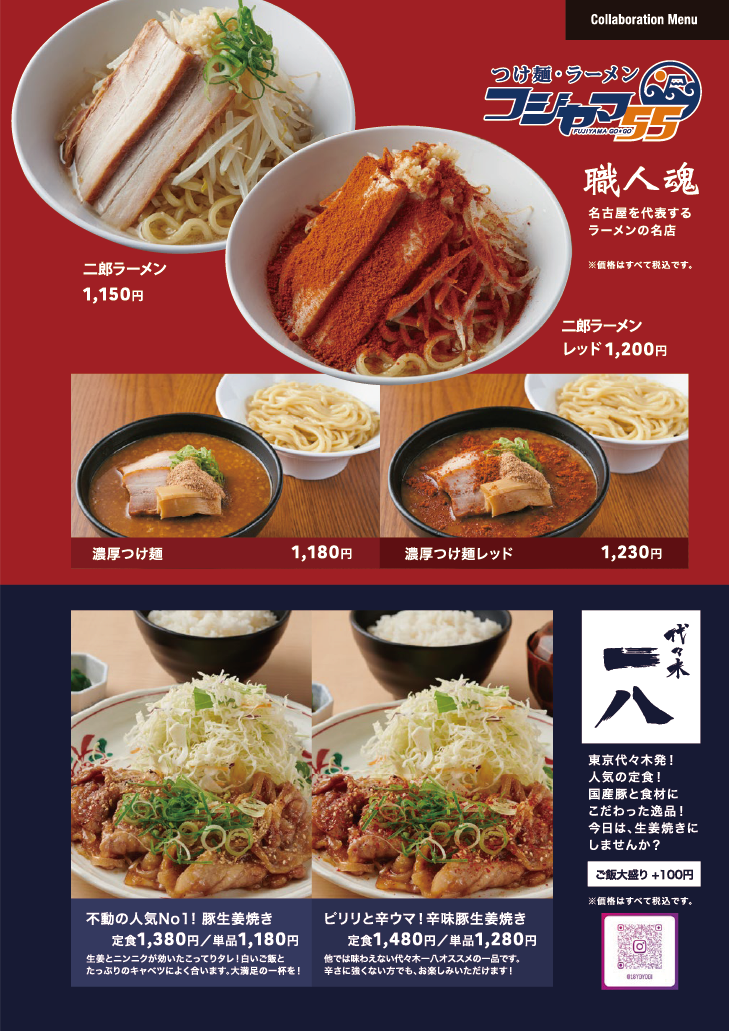 Collaboration Menu
つけ麺・ラーメン
フジヤマ55
FUJIYAMA GO★GO
職人魂
名古屋を代表する
ラーメンの名店
※価格はすべて税込です。
二郎ラーメン
1,150円
二郎ラーメン
レッド 1,200円
濃厚つけ麺 1,180円
濃厚つけ麺レッド 1,230円
代々木
一八
東京代々木発！
人気の定食！
国産豚と食材に
こだわった逸品！
今日は、生姜焼きに
しませんか？
ご飯大盛り +100円
※価格はすべて税込です。
不動の人気No1！ 豚生姜焼き
定食1,380円／単品1,180円
生姜とニンニクが効いたこってりタレ！白いご飯と
たっぷりのキャベツによく合います。大満足の一杯を！
ピリリと辛ウマ！辛味豚生姜焼き
定食1,480円／単品1,280円
他では味わえない代々木一八オススメの一品です。
辛さに強くない方でも、お楽しみいただけます！